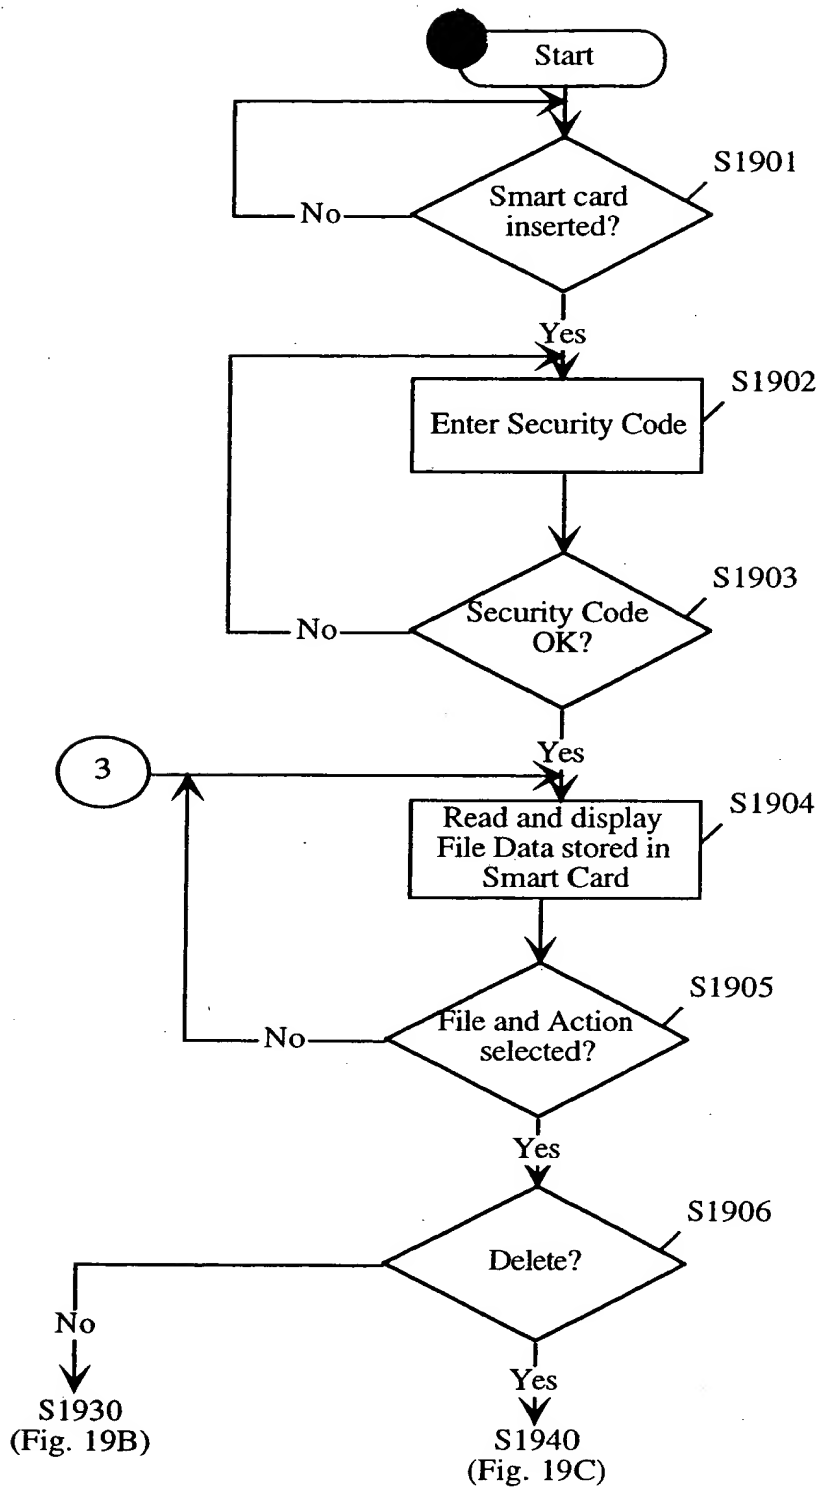 Start
S1901
Smart card
inserted?
No
Yes
S1902
Enter Security Code
S1903
Security Code
OK?
No
Yes
3
S1904
Read and display
File Data stored in
Smart Card
S1905
File and Action
selected?
No
Yes
S1906
Delete?
No
Yes
S1930
(Fig. 19B)
S1940
(Fig. 19C)